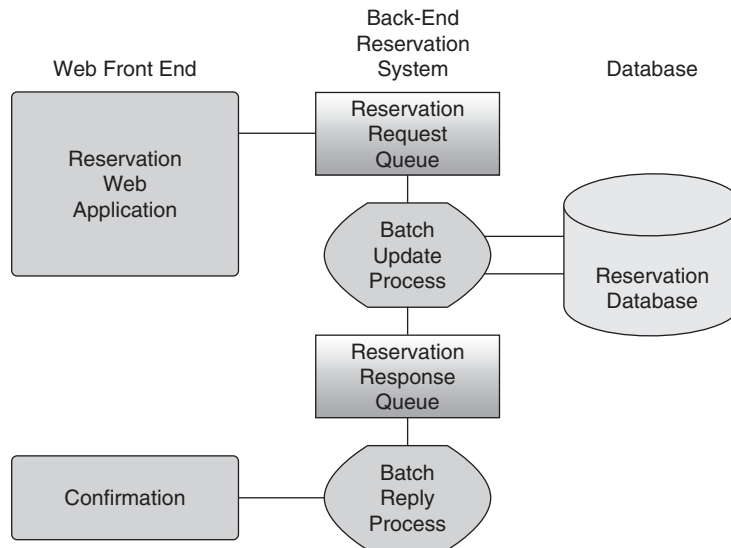 Web Front End
Back-End
Reservation
System
Database
Reservation
Web
Application
Reservation
Request
Queue
Batch
Update
Process
Reservation
Database
Reservation
Response
Queue
Confirmation
Batch
Reply
Process